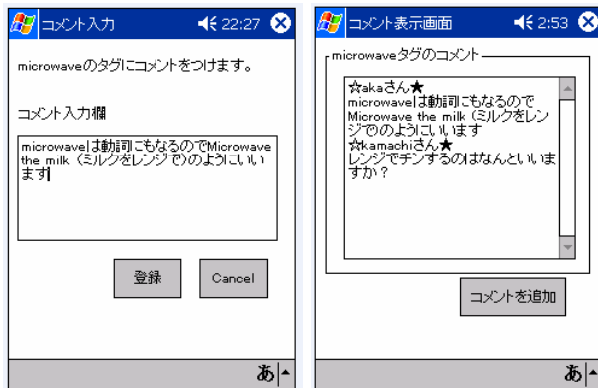 コメント入力 22:27
microwaveのタグにコメントをつけます。
コメント入力欄
microwaveは動詞にもなるのでMicrowave
the milk （ミルクをレンジで）のようにいい
ます
登録 Cancel
あ
コメント表示画面 2:53
microwaveタグのコメント
☆akaさん★
microwaveは動詞にもなるので
Microwave the milk （ミルクをレン
ジで）のようにいいます
☆kamachiさん★
レンジでチンするのはなんといいま
すか？
コメントを追加
あ